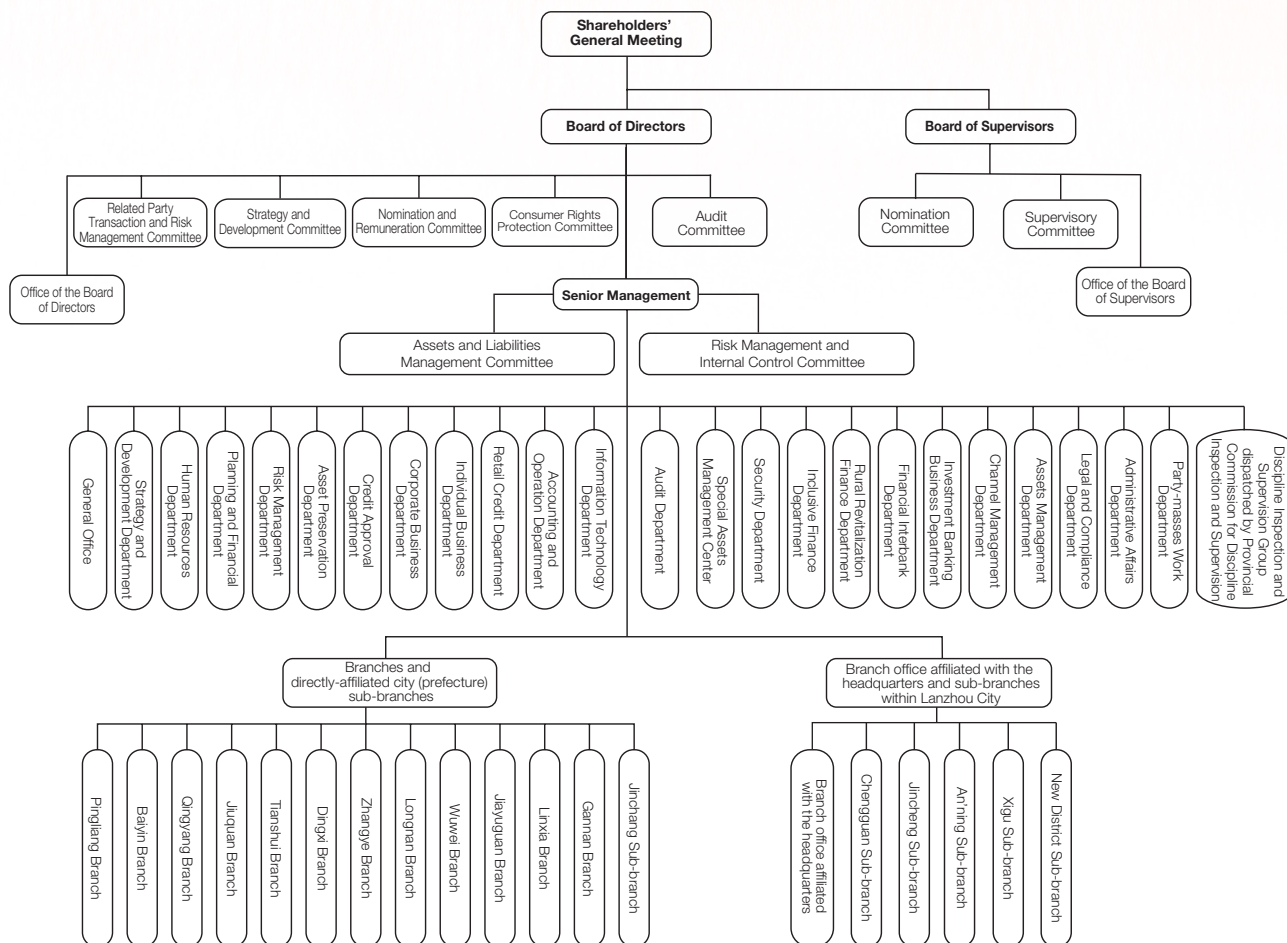 Shareholders'
General Meeting
Board of Directors
Board of Supervisors
Related Party
Transaction and Risk
Management Committee
Strategy and
Development Committee
Nomination and
Remuneration Committee
Consumer Rights
Protection Committee
Audit
Committee
Nomination
Committee
Supervisory
Committee
Office of the Board
of Directors
Office of the Board
of Supervisors
Senior Management
Assets and Liabilities
Management Committee
Risk Management and
Internal Control Committee
General Office
Strategy and
Development Department
Human Resources
Department
Planning and Financial
Department
Risk Management
Department
Asset Preservation
Department
Credit Approval
Department
Corporate Business
Department
Individual Business
Department
Retail Credit Department
Accounting and
Operation Department
Information Technology
Department
Audit Department
Special Assets
Management Center
Security Department
Inclusive Finance
Department
Rural Revitalization
Finance Department
Financial Interbank
Department
Investment Banking
Business Department
Channel Management
Department
Assets Management
Department
Legal and Compliance
Department
Administrative Affairs
Department
Party-masses Work
Department
Discipline Inspection and
Supervision Group
dispatched by Provincial
Commission for Discipline
Inspection and Supervision
Branches and
directly-affiliated city (prefecture)
sub-branches
Branch office affiliated with the
headquarters and sub-branches
within Lanzhou City
Pingliang Branch
Baiyin Branch
Qingyang Branch
Jiuquan Branch
Tianshui Branch
Dingxi Branch
Zhangye Branch
Longnan Branch
Wuwei Branch
Jiayuguan Branch
Linxia Branch
Gannan Branch
Jinchang Sub-branch
Branch office affiliated
with the headquarters
Chengguan Sub-branch
Jincheng Sub-branch
An'ning Sub-branch
Xigu Sub-branch
New District Sub-branch